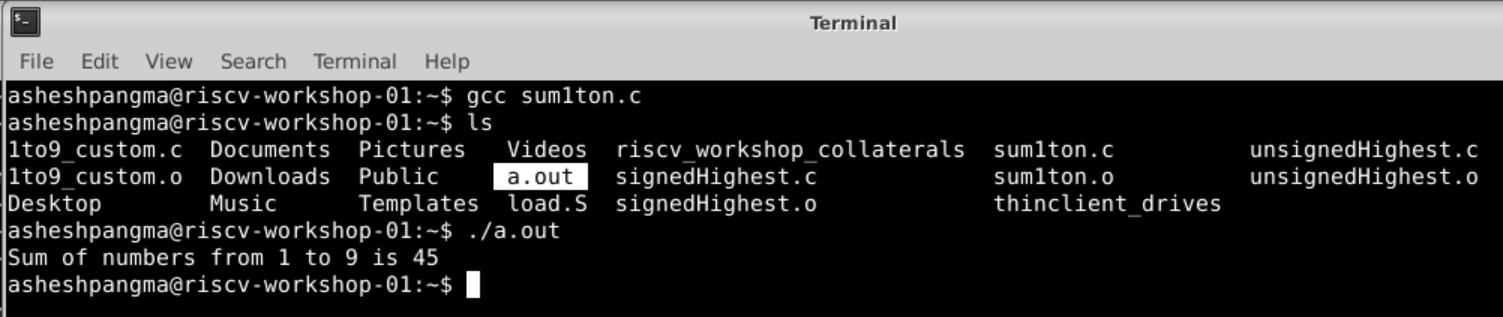 Terminal
File Edit View Search Terminal Help
asheshpangma@riscv-workshop-01:~$ gcc sum1ton.c
asheshpangma@riscv-workshop-01:~$ ls
1to9_custom.c Documents Pictures Videos riscv_workshop_collaterals sum1ton.c unsignedHighest.c
1to9_custom.o Downloads Public a.out signedHighest.c sum1ton.o unsignedHighest.o
Desktop Music Templates load.S signedHighest.o thinclient_drives
asheshpangma@riscv-workshop-01:~$ ./a.out
Sum of numbers from 1 to 9 is 45
asheshpangma@riscv-workshop-01:~$